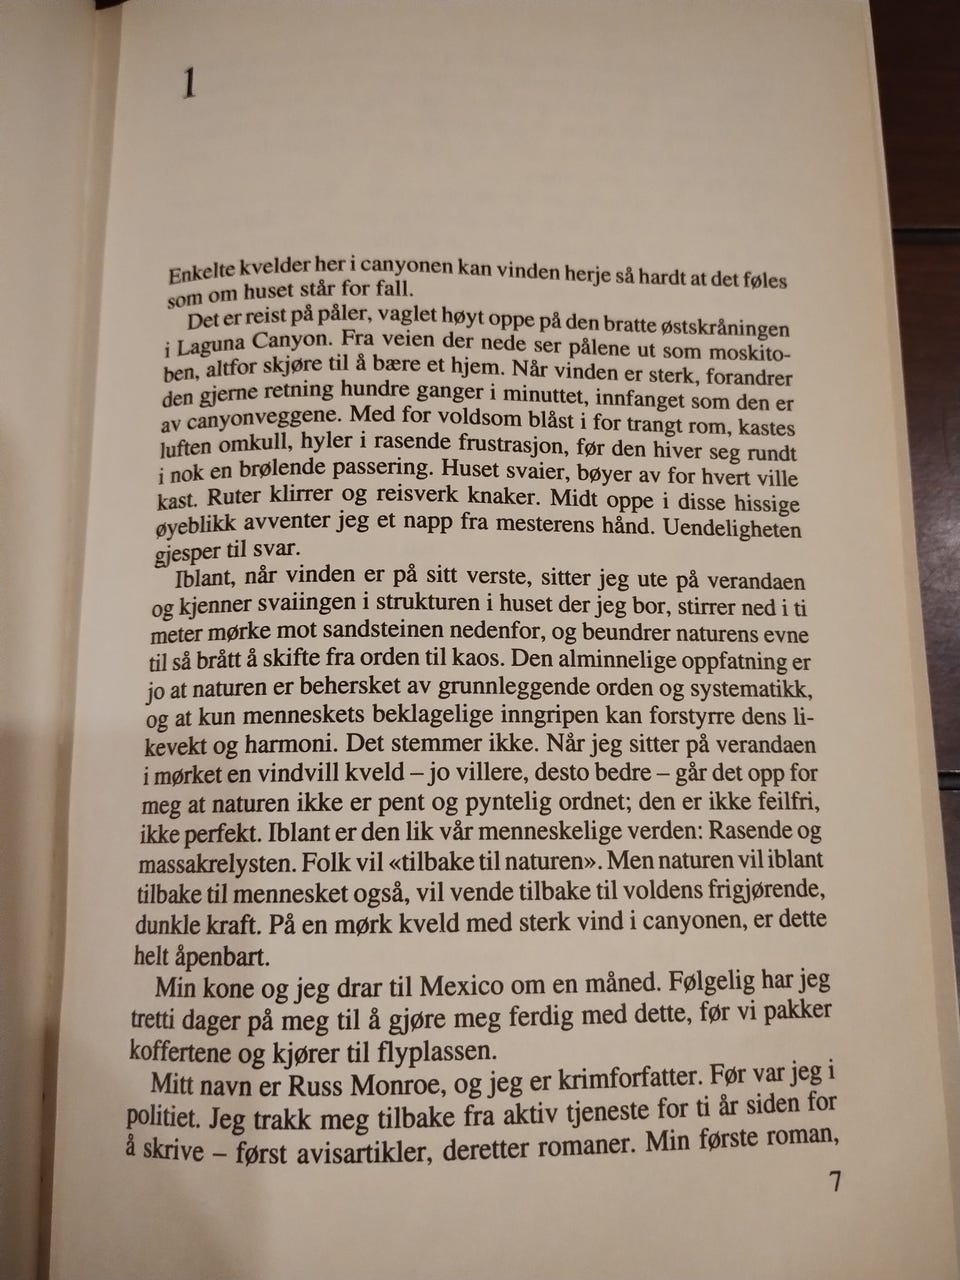 1
Enkelte kvelder her i canyonen kan vinden herje så hardt at det føles
som om huset står for fall.
Det er reist på påler, vaglet høyt oppe på den bratte østskråningen
i Laguna Canyon. Fra veien der nede ser pålene ut som moskito-
ben, altfor skjøre til å bære et hjem. Når vinden er sterk, forandrer
den gjerne retning hundre ganger i minuttet, innfanget som den er
av canyonveggene. Med for voldsom blåst i for trangt rom, kastes
luften omkull, hyler i rasende frustrasjon, før den hiver seg rundt
i nok en brølende passering. Huset svaier, bøyer av for hvert ville
kast. Ruter klirrer og reisverk knaker. Midt oppe i disse hissige
øyeblikk avventer jeg et napp fra mesterens hånd. Uendeligheten
gjesper til svar.
Iblant, når vinden er på sitt verste, sitter jeg ute på verandaen
og kjenner svaiingen i strukturen i huset der jeg bor, stirrer ned i ti
meter mørke mot sandsteinen nedenfor, og beundrer naturens evne
til så brått å skifte fra orden til kaos. Den alminnelige oppfatning er
jo at naturen er behersket av grunnleggende orden og systematikk,
og at kun menneskets beklagelige inngripen kan forstyrre dens li-
kevekt og harmoni. Det stemmer ikke. Når jeg sitter på verandaen
i mørket en vindvill kveld – jo villere, desto bedre – går det opp for
meg at naturen ikke er pent og pyntelig ordnet; den er ikke feilfri,
ikke perfekt. Iblant er den lik vår menneskelige verden: Rasende og
massakrelysten. Folk vil «tilbake til naturen». Men naturen vil iblant
tilbake til mennesket også, vil vende tilbake til voldens frigjørende,
dunkle kraft. På en mørk kveld med sterk vind i canyonen, er dette
helt åpenbart.
Min kone og jeg drar til Mexico om en måned. Følgelig har jeg
tretti dager på meg til å gjøre meg ferdig med dette, før vi pakker
koffertene og kjører til flyplassen.
Mitt navn er Russ Monroe, og jeg er krimforfatter. Før var jeg i
politiet. Jeg trakk meg tilbake fra aktiv tjeneste for ti år siden for
å skrive – først avisartikler, deretter romaner. Min første roman,
7